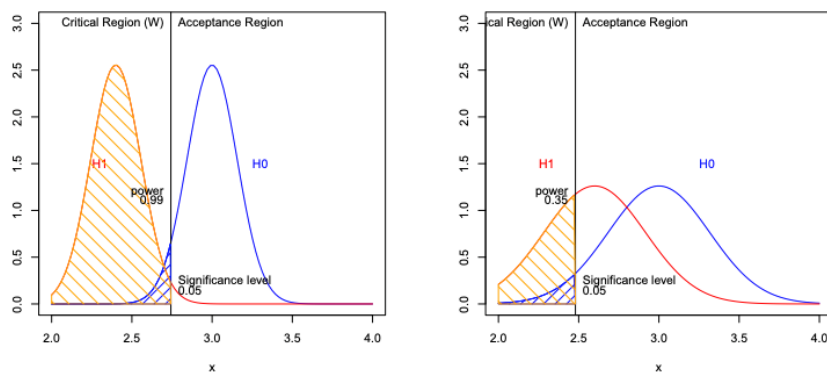 Critical Region (W) Acceptance Region
3.0
2.5
2.0
1.5
1.0
0.5
0.0
H1
H0
power
0.99
Significance level
0.05
2.0 2.5 3.0 3.5 4.0
x
ical Region (W) Acceptance Region
3.0
2.5
2.0
1.5
1.0
0.5
0.0
H1
H0
power
0.35
Significance level
0.05
2.0 2.5 3.0 3.5 4.0
x